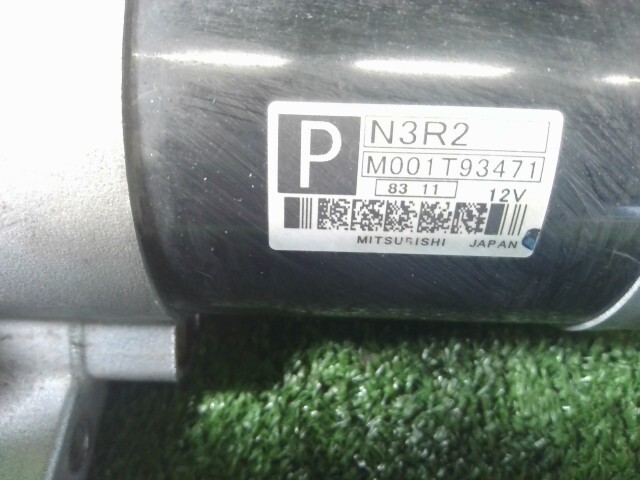 P N3R2
M001T93471
83 11 12V
MITSUBISHI JAPAN